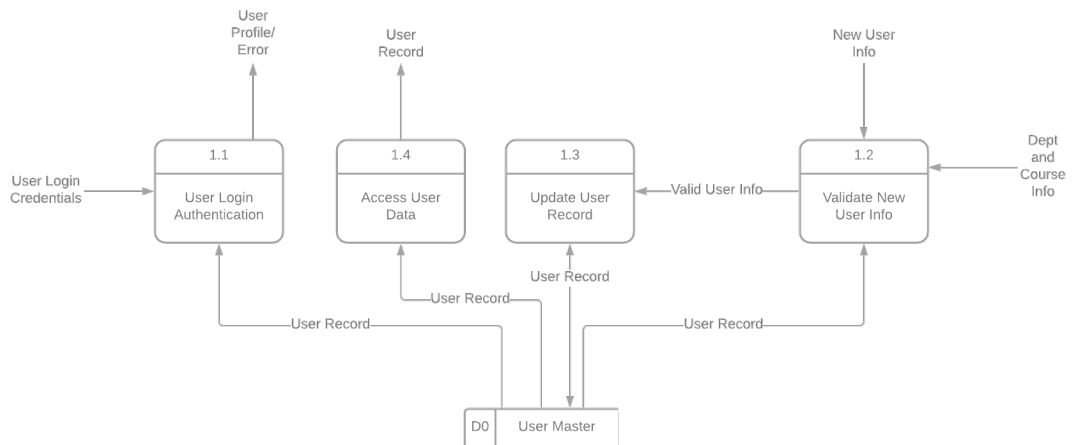 User
Profile/
Error
User
Record
New User
Info
1.1
1.4
1.3
1.2
Dept
and
Course
Info
User Login
Credentials
User Login
Authentication
Access User
Data
Update User
Record
Valid User Info
Validate New
User Info
User Record
User Record
User Record
User Record
D0
User Master